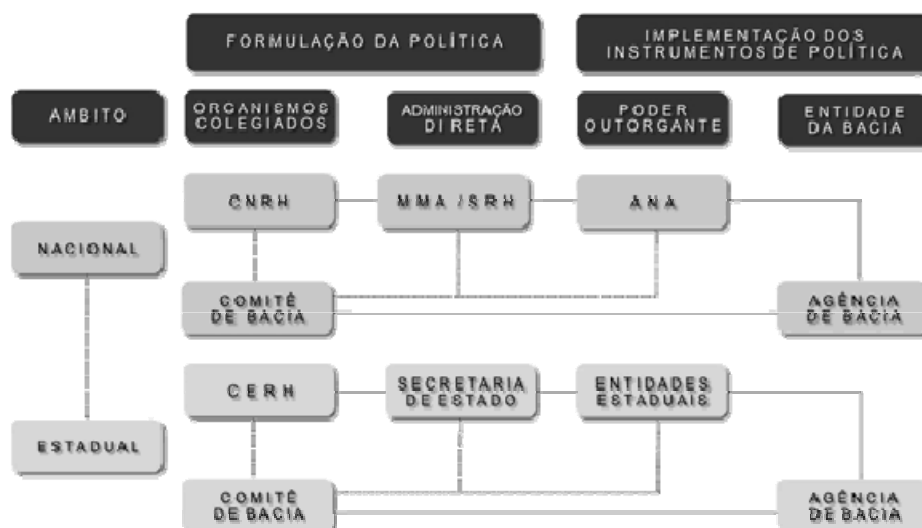 FORMULAÇÃO DA POLÍTICA
IMPLEMENTAÇÃO DOS
INSTRUMENTOS DE POLÍTICA
AMBITO
ORGANISMOS
COLEGIADOS
ADMINISTRAÇÃO
DIRETA
PODER
OUTORGANTE
ENTIDADE
DA BACIA
NACIONAL
CNRH
MMA / SRH
ANA
COMITÊ
DE BACIA
AGÊNCIA
DE BACIA
ESTADUAL
CERH
SECRETARIA
DE ESTADO
ENTIDADES
ESTADUAIS
COMITÊ
DE BACIA
AGÊNCIA
DE BACIA